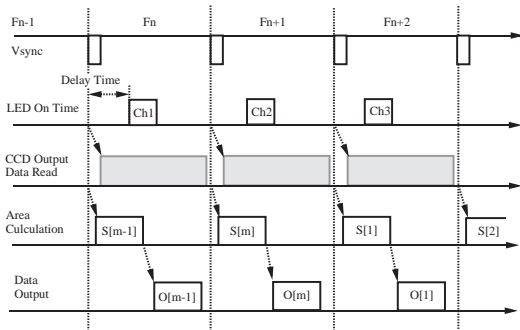 Fn-1 Fn Fn+1 Fn+2
Vsync
Delay Time
LED On Time Ch1 Ch2 Ch3
CCD Output
Data Read
Area
Calculation S[m-1] S[m] S[1] S[2]
Data
Output O[m-1] O[m] O[1]